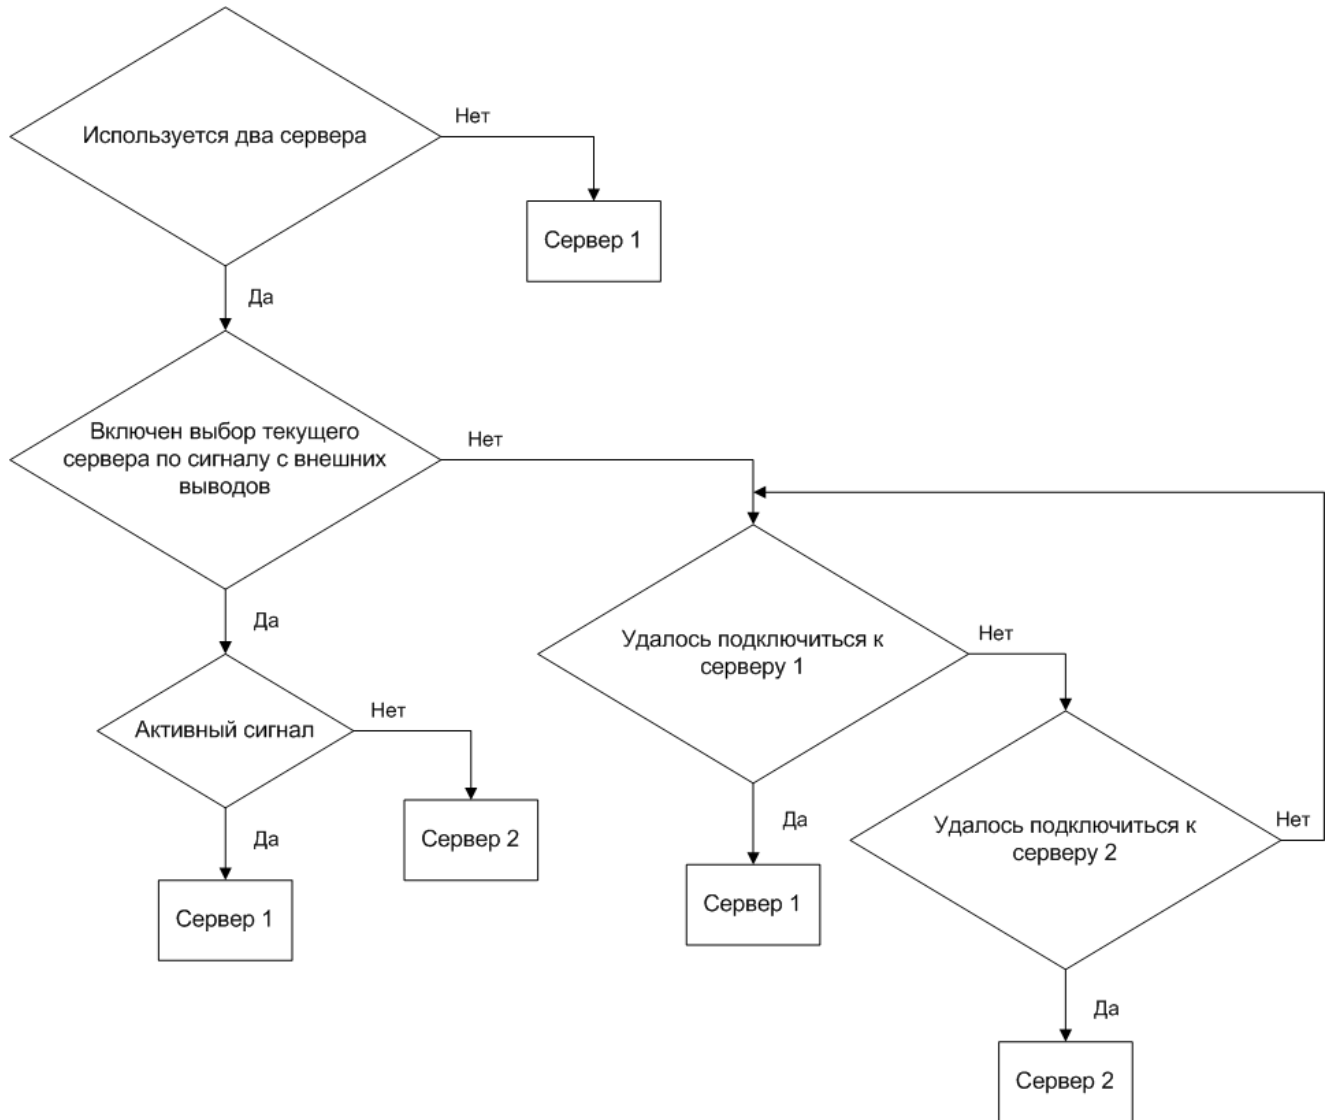 Используется два сервера
Нет
Сервер 1
Да
Включен выбор текущего
сервера по сигналу с внешних
выводов
Нет
Да
Удалось подключиться к
серверу 1
Нет
Активный сигнал
Нет
Да
Сервер 2
Сервер 1
Да
Сервер 1
Удалось подключиться к
серверу 2
Нет
Да
Сервер 2